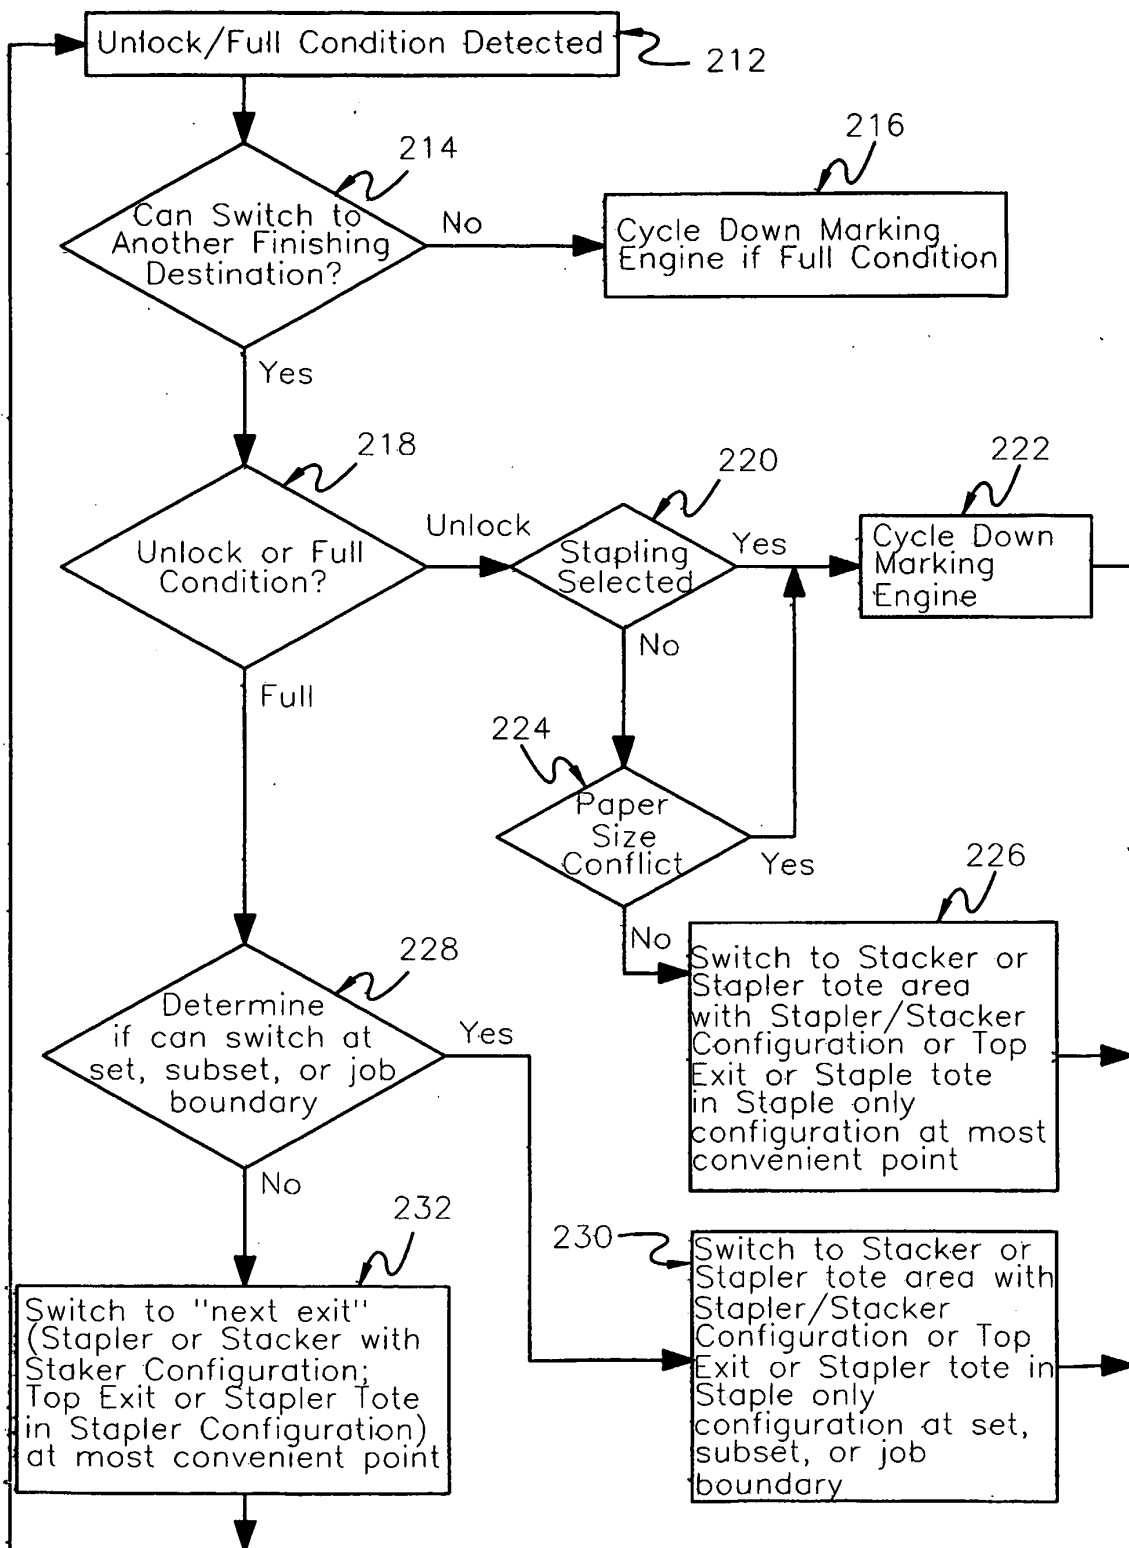 Unlock/Full Condition Detected
212
214
Can Switch to
Another Finishing
Destination?
No
216
Cycle Down Marking
Engine if Full Condition
Yes
218
Unlock or Full
Condition?
Unlock
220
Stapling
Selected
Yes
222
Cycle Down
Marking
Engine
No
Full
224
Paper
Size
Conflict
Yes
No
226
Switch to Stacker or
Stapler tote area
with Stapler/Stacker
Configuration or Top
Exit or Staple tote
in Staple only
configuration at most
convenient point
228
Determine
if can switch at
set, subset, or job
boundary
Yes
No
230
Switch to Stacker or
Stapler tote area with
Stapler/Stacker
Configuration or Top
Exit or Stapler tote in
Staple only
configuration at set,
subset, or job
boundary
232
Switch to "next exit"
(Stapler or Stacker with
Staker Configuration;
Top Exit or Stapler Tote
in Stapler Configuration)
at most convenient point